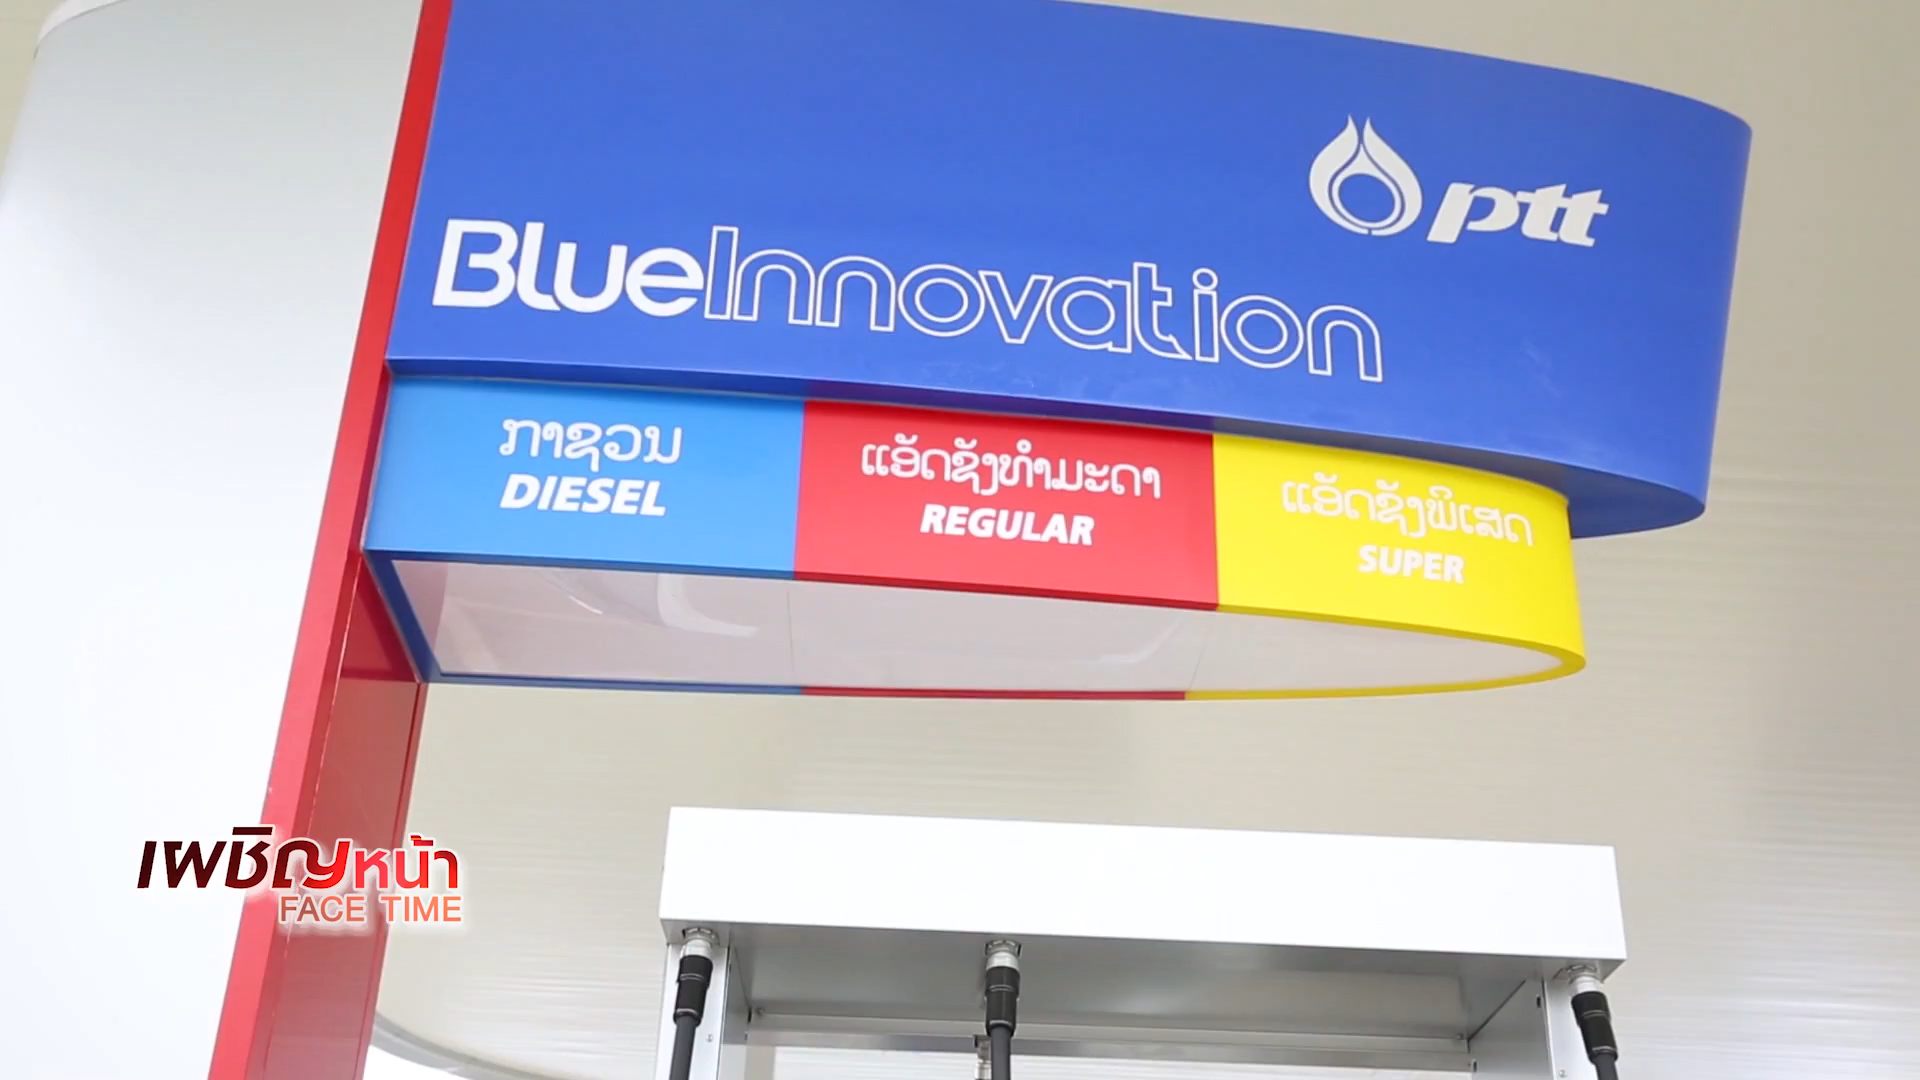 ptt
BlueInnovation
ກາຊວນ
DIESEL
ແອັດຊັງທຳມະດາ
REGULAR
ແອັດຊັງພິເສດ
SUPER
เผชิญหน้า
FACE TIME